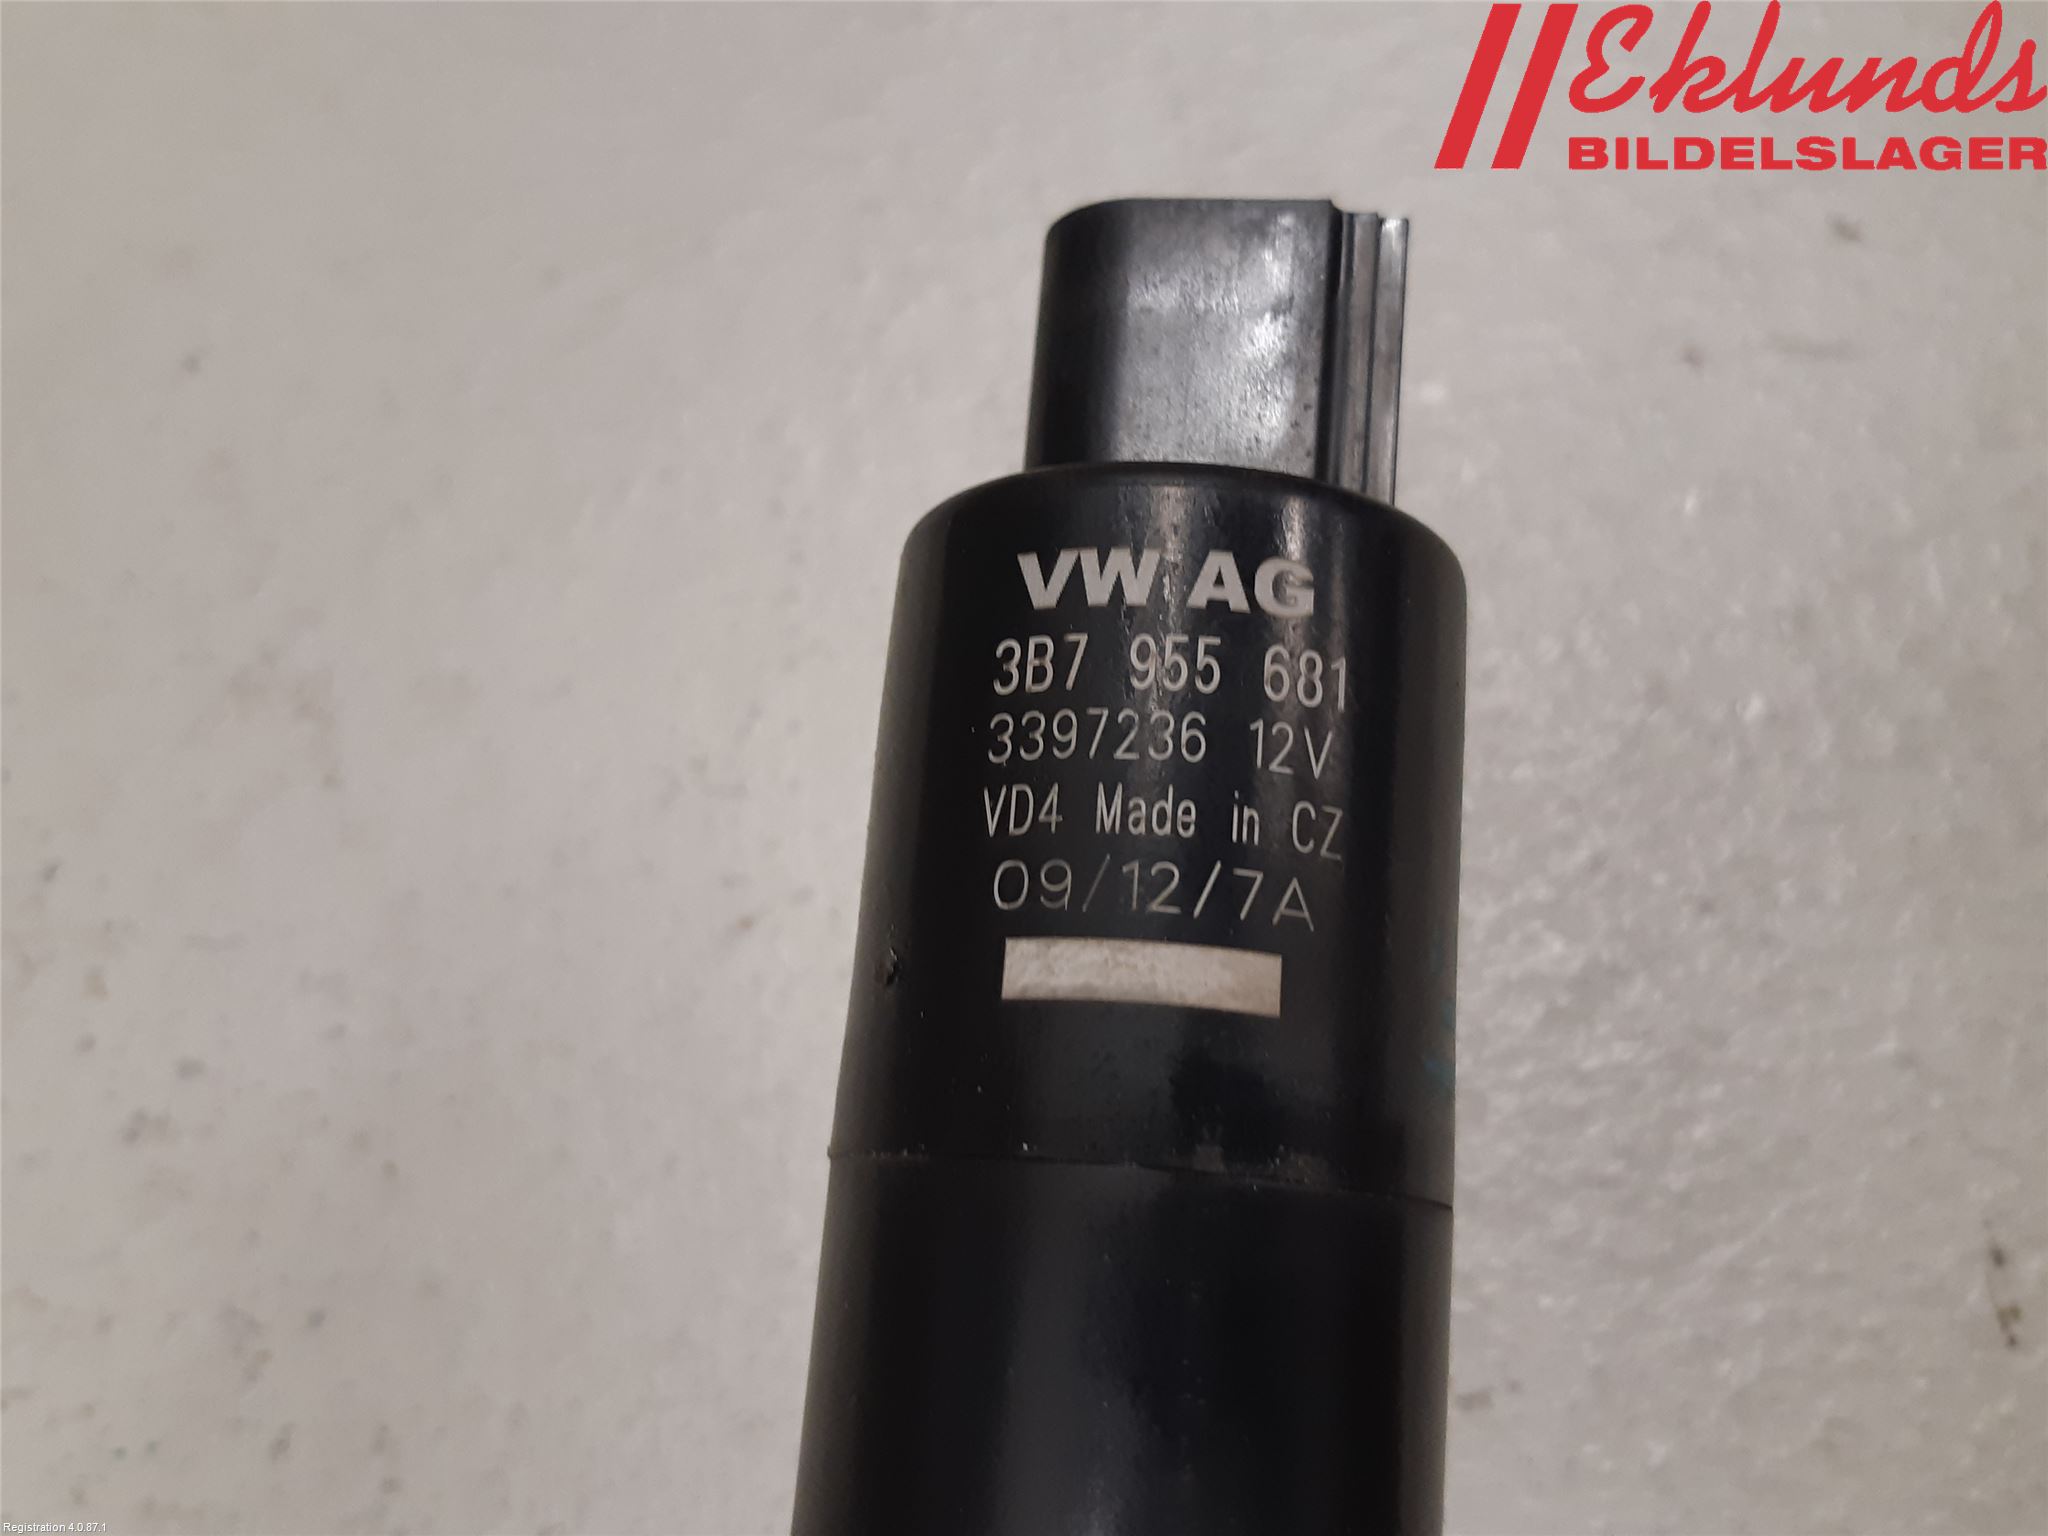 Eklunds
BILDELSLAGER
VW AG
3B7 955 681
3397236 12V
VD4 Made in CZ
09/12/7A
Registration 4.0.87.1